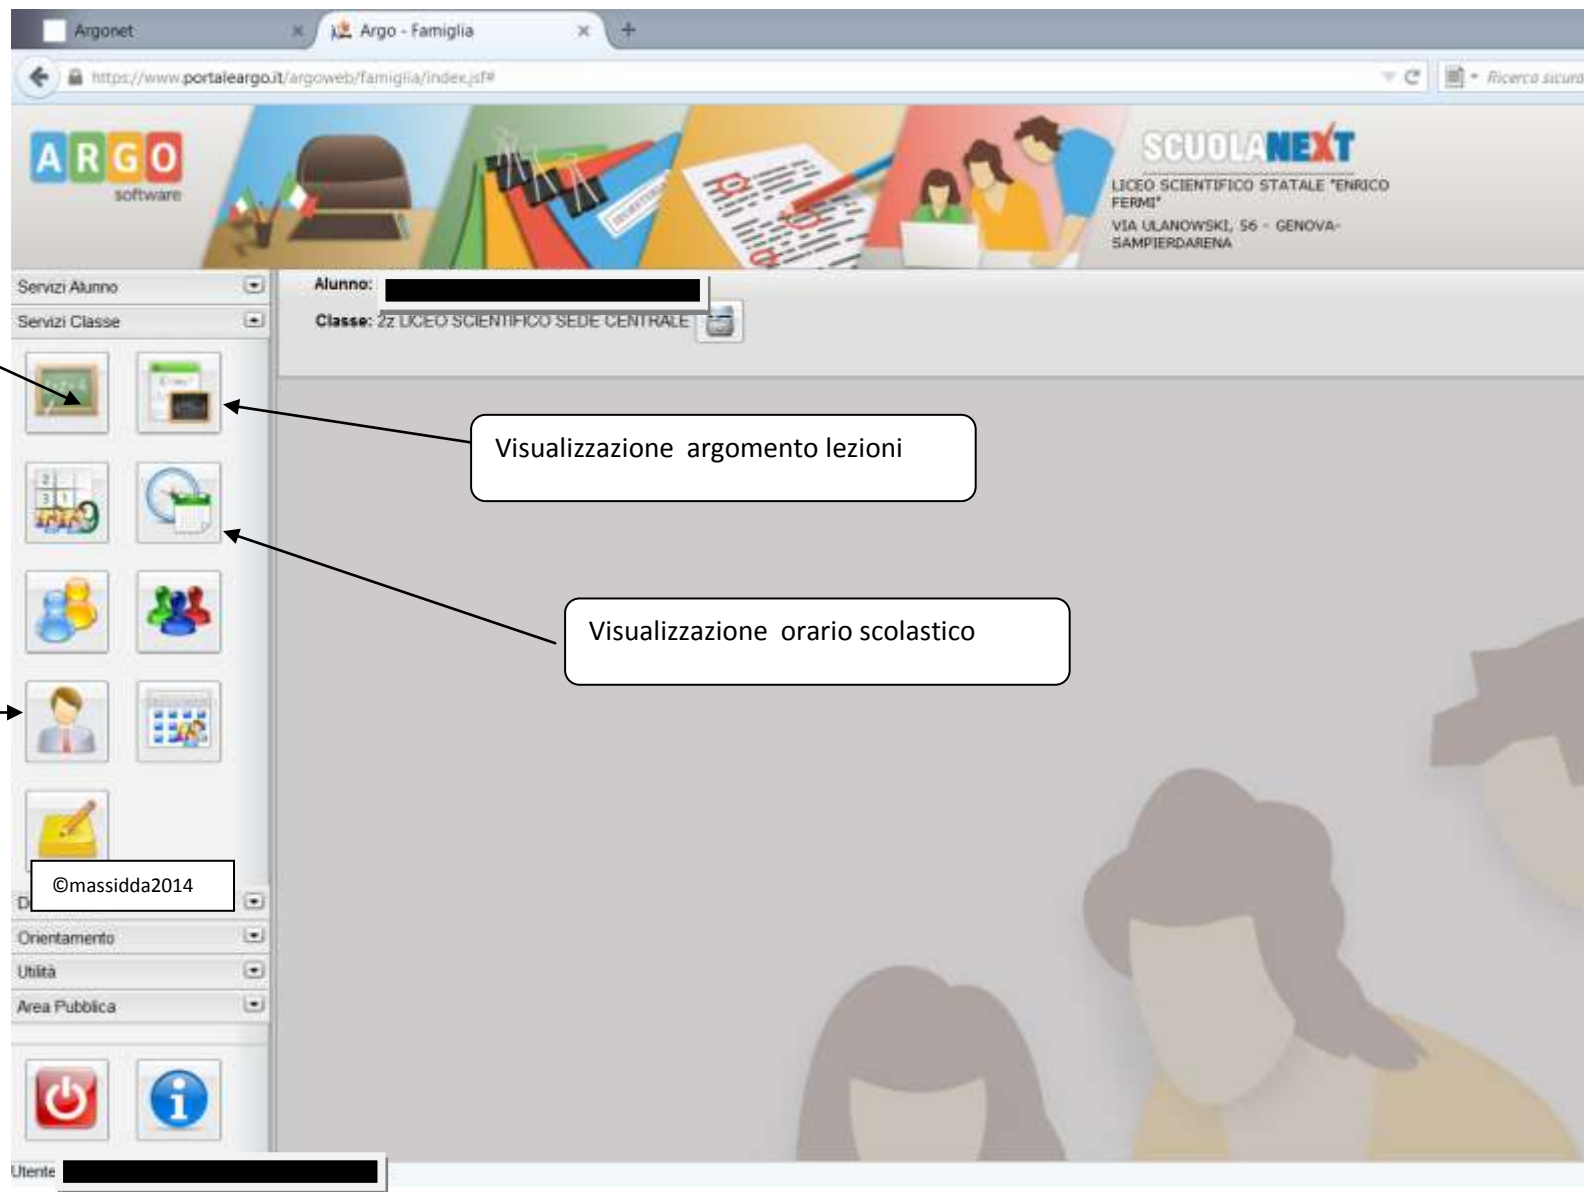 Argonet
Argo - Famiglia
https://www.portaleargo.it/argoweb/famiglia/index.jsf#
Ricerca sicura
ARGO
software
SCUOLANEXT
LICEO SCIENTIFICO STATALE "ENRICO
FERMI"
VIA ULANOWSKI, 56 - GENOVA-
SAMPIERDARENA
Servizi Alunno
Alunno:
Servizi Classe
Classe: 2z LICEO SCIENTIFICO SEDE CENTRALE
Visualizzazione argomento lezioni
Visualizzazione orario scolastico
©massidda2014
Orientamento
Utilità
Area Pubblica
Utente